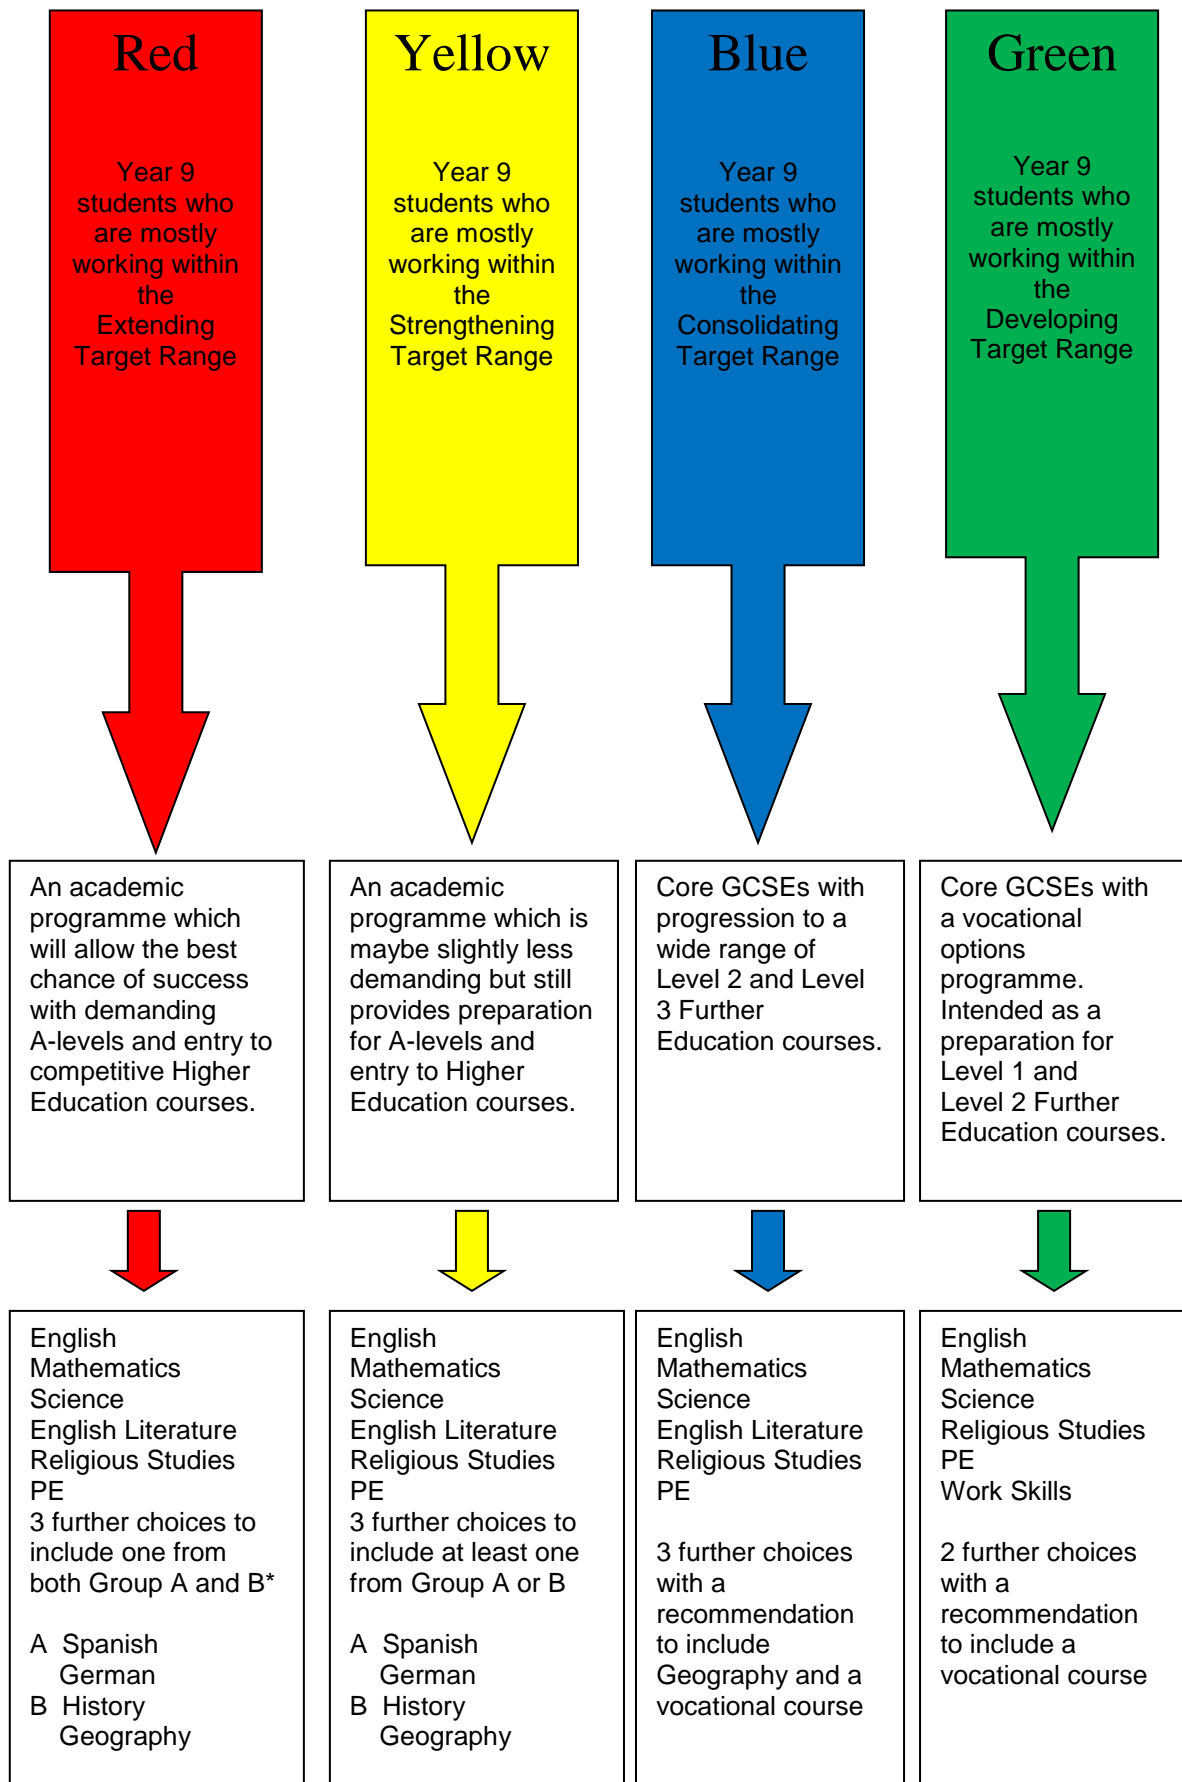 Red
Year 9
students who
are mostly
working within
the
Extending
Target Range
An academic
programme which
will allow the best
chance of success
with demanding
A-levels and entry to
competitive Higher
Education courses.
English
Mathematics
Science
English Literature
Religious Studies
PE
3 further choices to
include one from
both Group A and B*
A Spanish
German
B History
Geography
Yellow
Year 9
students who
are mostly
working within
the
Strengthening
Target Range
An academic
programme which is
maybe slightly less
demanding but still
provides preparation
for A-levels and
entry to Higher
Education courses.
English
Mathematics
Science
English Literature
Religious Studies
PE
3 further choices to
include at least one
from Group A or B
A Spanish
German
B History
Geography
Blue
Year 9
students who
are mostly
working within
the
Consolidating
Target Range
Core GCSEs with
progression to a
wide range of
Level 2 and Level
3 Further
Education courses.
English
Mathematics
Science
English Literature
Religious Studies
PE
3 further choices
with a
recommendation
to include
Geography and a
vocational course
Green
Year 9
students who
are mostly
working within
the
Developing
Target Range
Core GCSEs with
a vocational
options
programme.
Intended as a
preparation for
Level 1 and
Level 2 Further
Education courses.
English
Mathematics
Science
Religious Studies
PE
Work Skills
2 further choices
with a
recommendation
to include a
vocational course